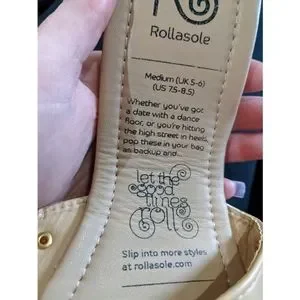 Rollasole
Medium (UK 5-6)
(US 7.5-8.5)
Whether you've got
a date with a dance
floor, or you're hitting
the high street in heels,
pop these in your bag
as backup and...
let the
good
times
roll
Slip into more styles
at rollasole.com